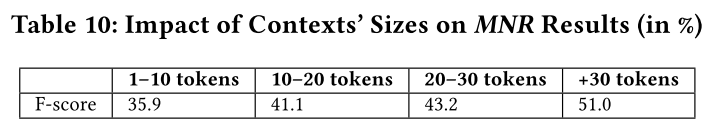 Table 10: Impact of Contexts’ Sizes on MNR Results (in %)
1–10 tokens 10–20 tokens 20–30 tokens +30 tokens
F-score 35.9 41.1 43.2 51.0